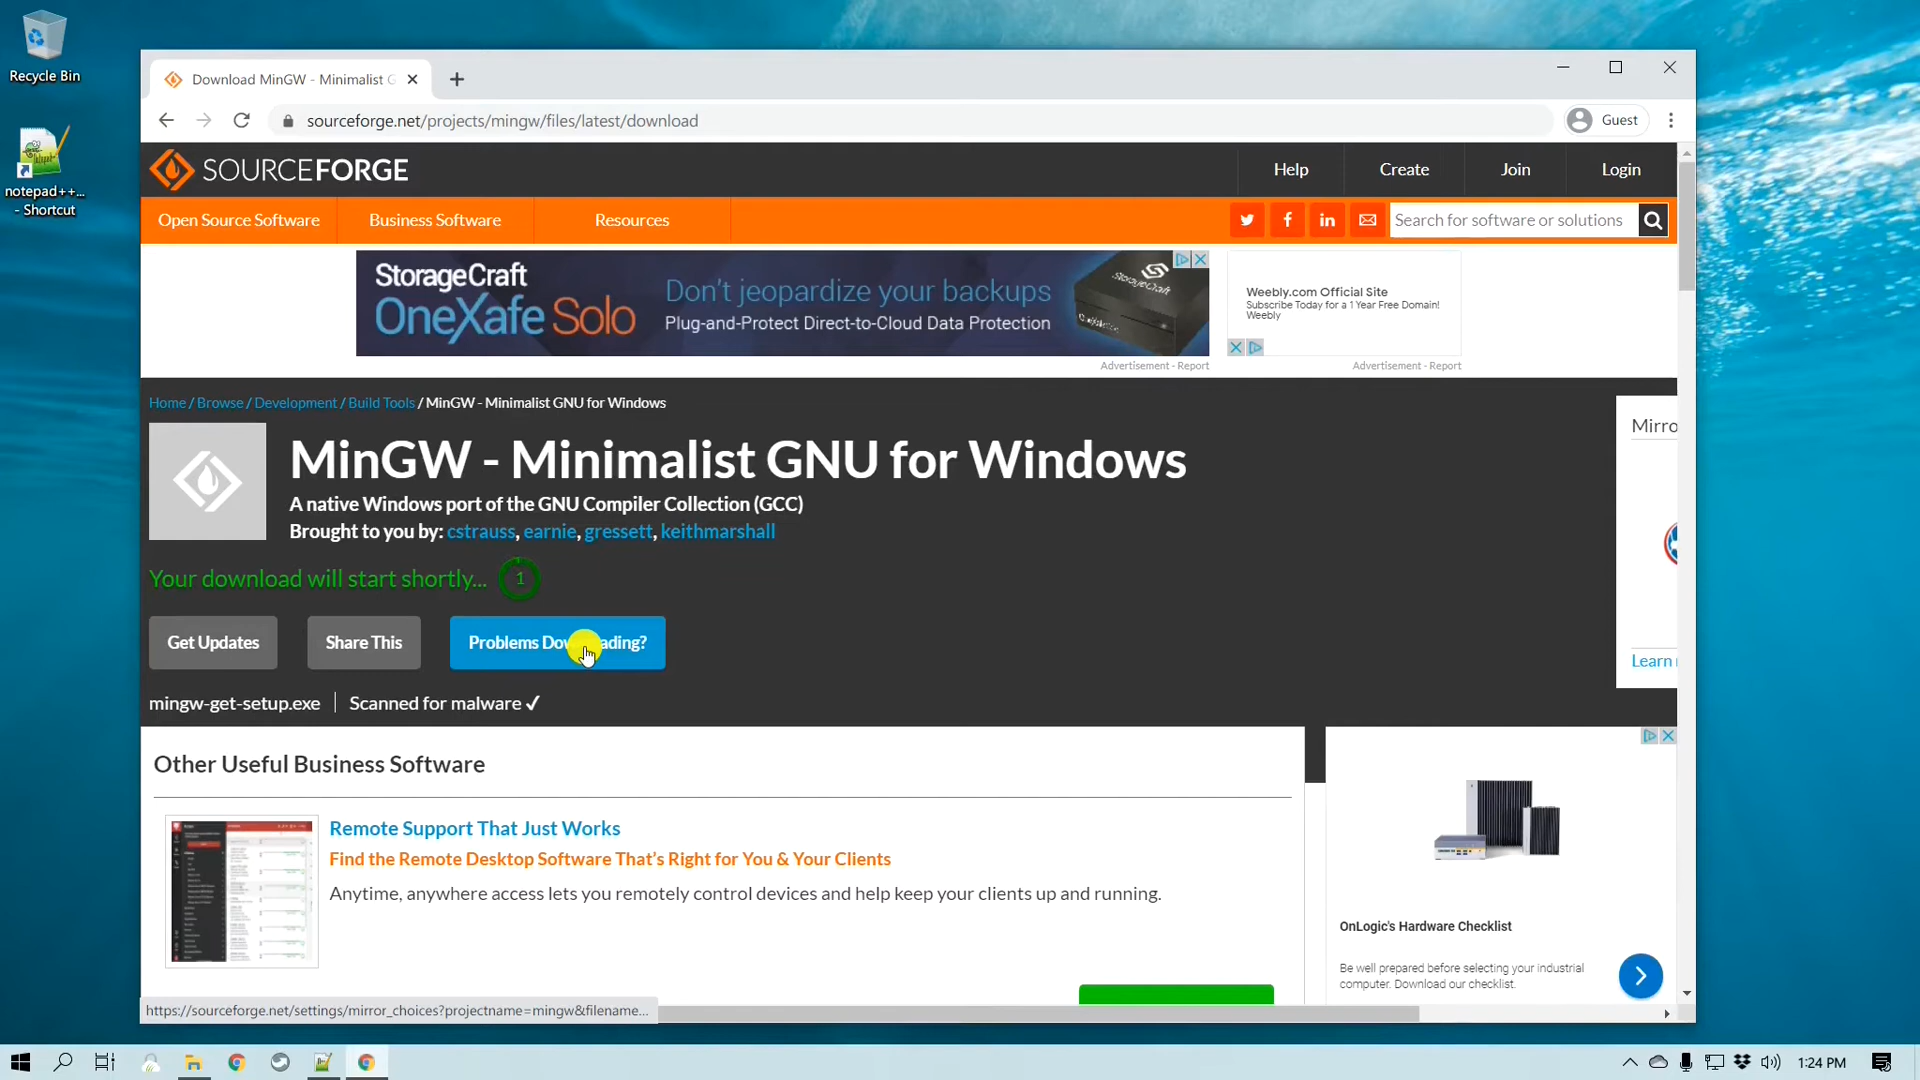 Recycle Bin
notepad++...
- Shortcut
Download MinGW - Minimalist G
sourceforge.net/projects/mingw/files/latest/download
Guest
SOURCEFORGE
Help
Create
Join
Login
Open Source Software
Business Software
Resources
Search for software or solutions
StorageCraft
OneXafe Solo
Don't jeopardize your backups
Plug-and-Protect Direct-to-Cloud Data Protection
StorageCraft
Advertisement - Report
Weebly.com Official Site
Subscribe Today for a 1 Year Free Domain!
Weebly
Advertisement - Report
Home / Browse / Development / Build Tools / MinGW - Minimalist GNU for Windows
MinGW - Minimalist GNU for Windows
A native Windows port of the GNU Compiler Collection (GCC)
Brought to you by: cstrauss, earnie, gressett, keithmarshall
Mirro
Your download will start shortly... 1
Get Updates
Share This
Problems Do ading?
Learn
mingw-get-setup.exe
Scanned for malware ✓
Other Useful Business Software
Remote Support That Just Works
Find the Remote Desktop Software That's Right for You & Your Clients
Anytime, anywhere access lets you remotely control devices and help keep your clients up and running.
OnLogic's Hardware Checklist
Be well prepared before selecting your industrial
computer. Download our checklist.
https://sourceforge.net/settings/mirror_choices?projectname=mingw&filename...
1:24 PM